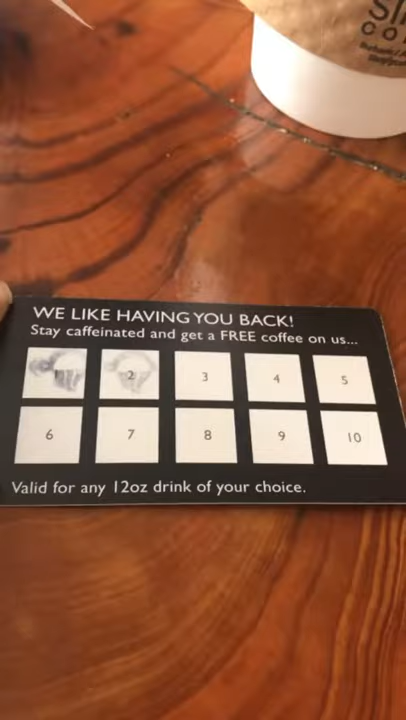 WE LIKE HAVING YOU BACK!
Stay caffeinated and get a FREE coffee on us...
2 3 4 5
6 7 8 9 10
Valid for any 12oz drink of your choice.